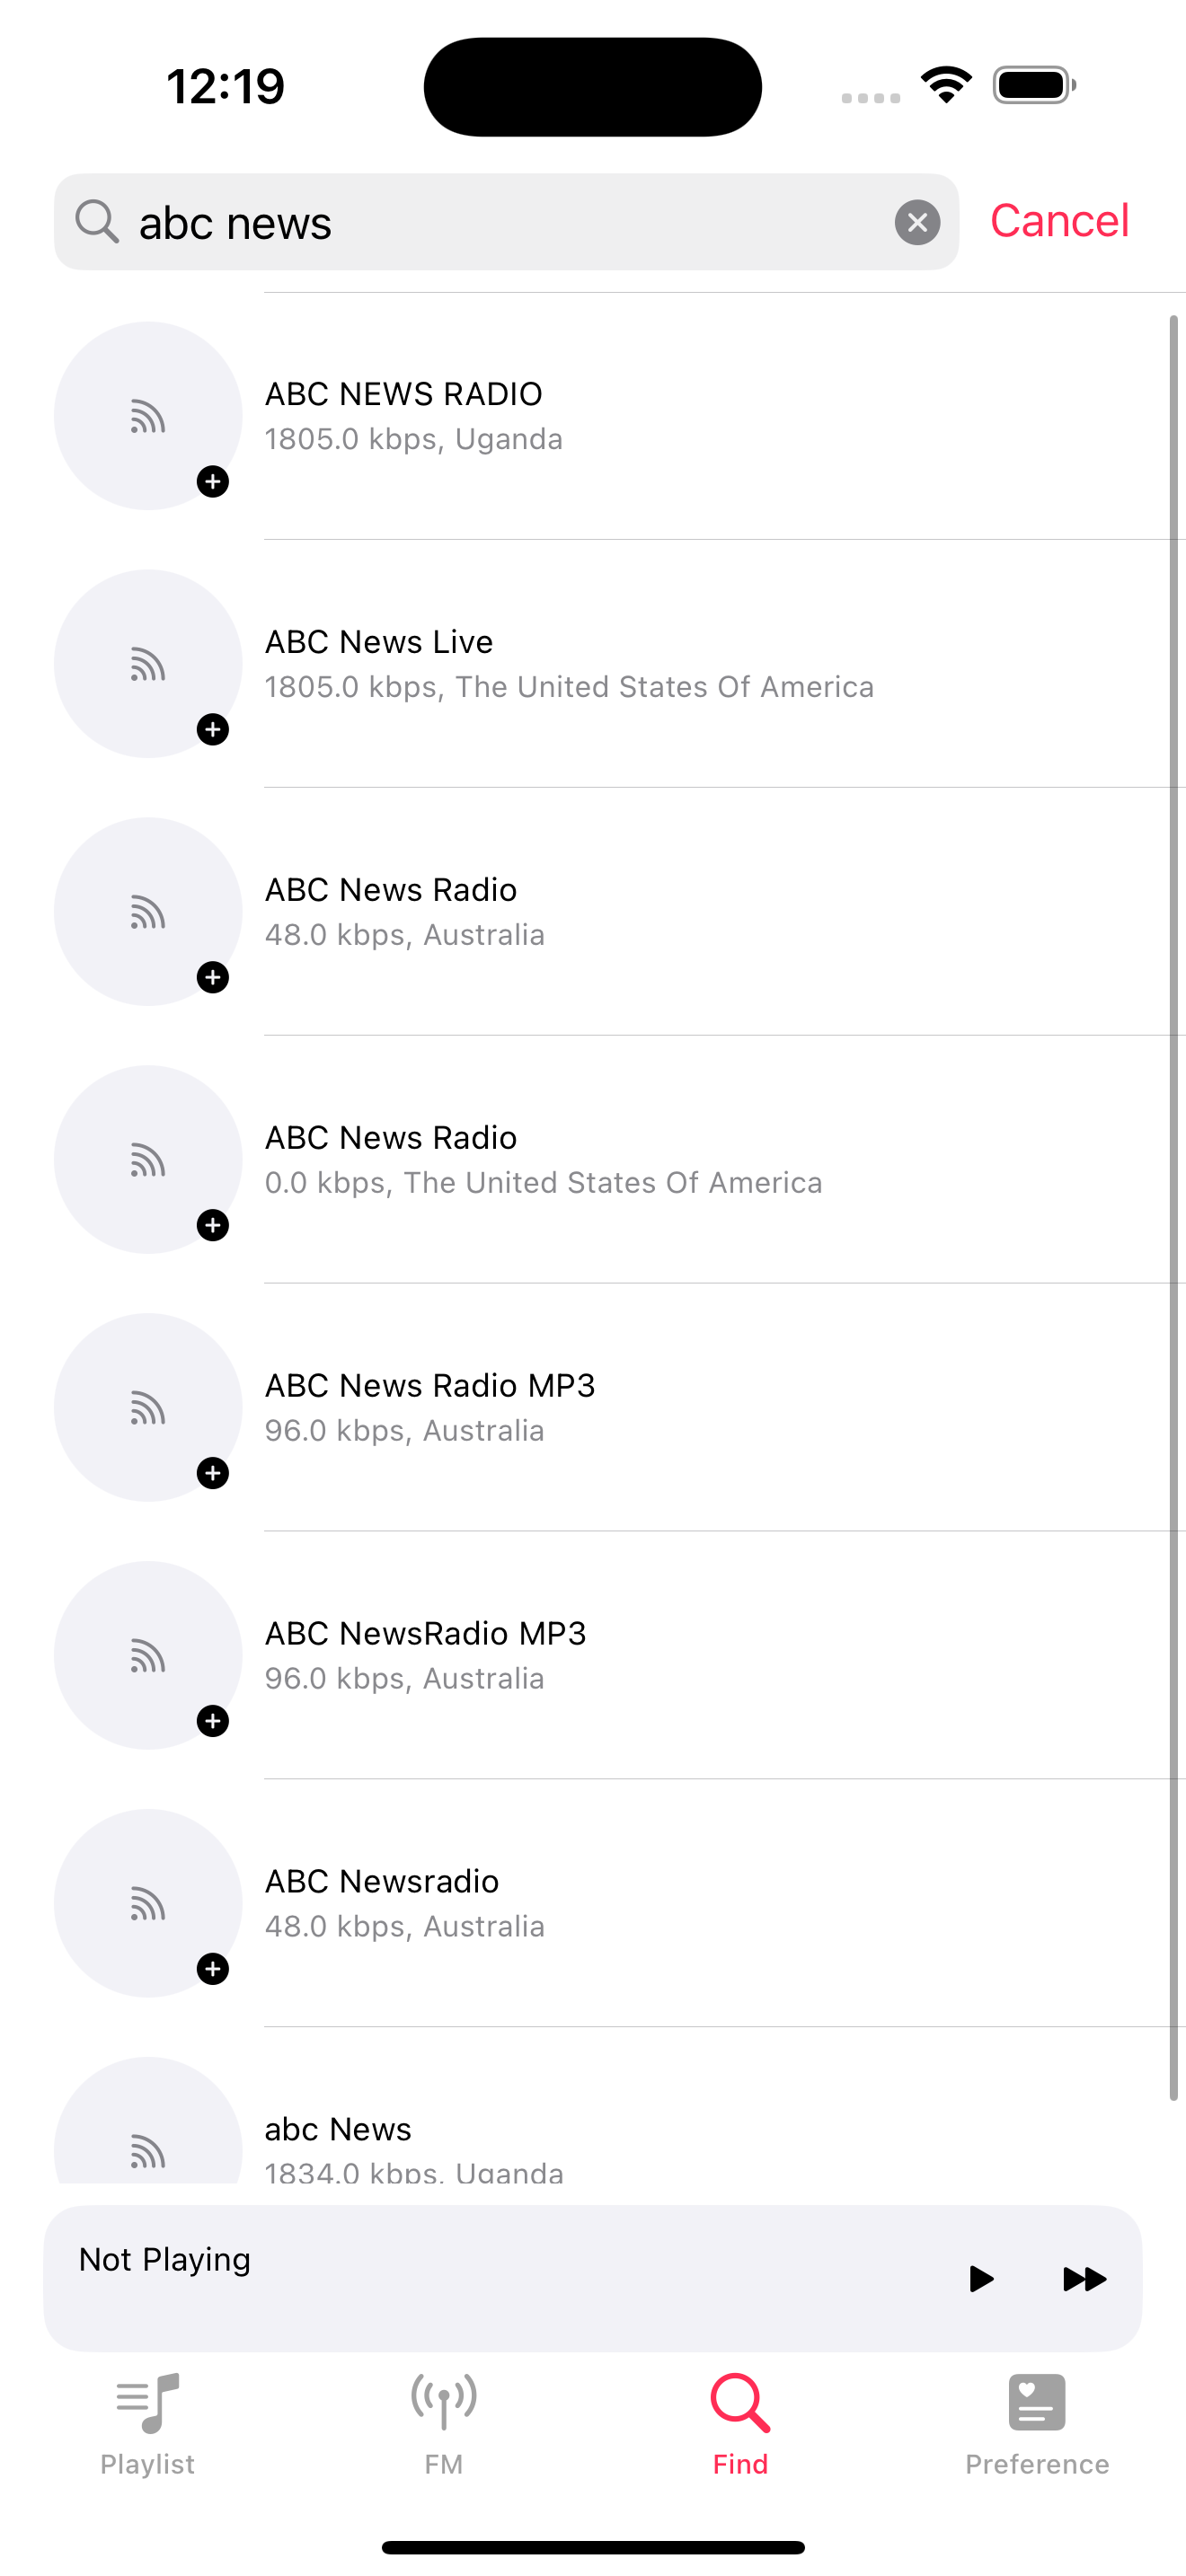 12:19
abc news
Cancel
ABC NEWS RADIO
1805.0 kbps, Uganda
ABC News Live
1805.0 kbps, The United States Of America
ABC News Radio
48.0 kbps, Australia
ABC News Radio
0.0 kbps, The United States Of America
ABC News Radio MP3
96.0 kbps, Australia
ABC NewsRadio MP3
96.0 kbps, Australia
ABC Newsradio
48.0 kbps, Australia
abc News
1834.0 kbps, Uganda
Not Playing
Playlist
FM
Find
Preference